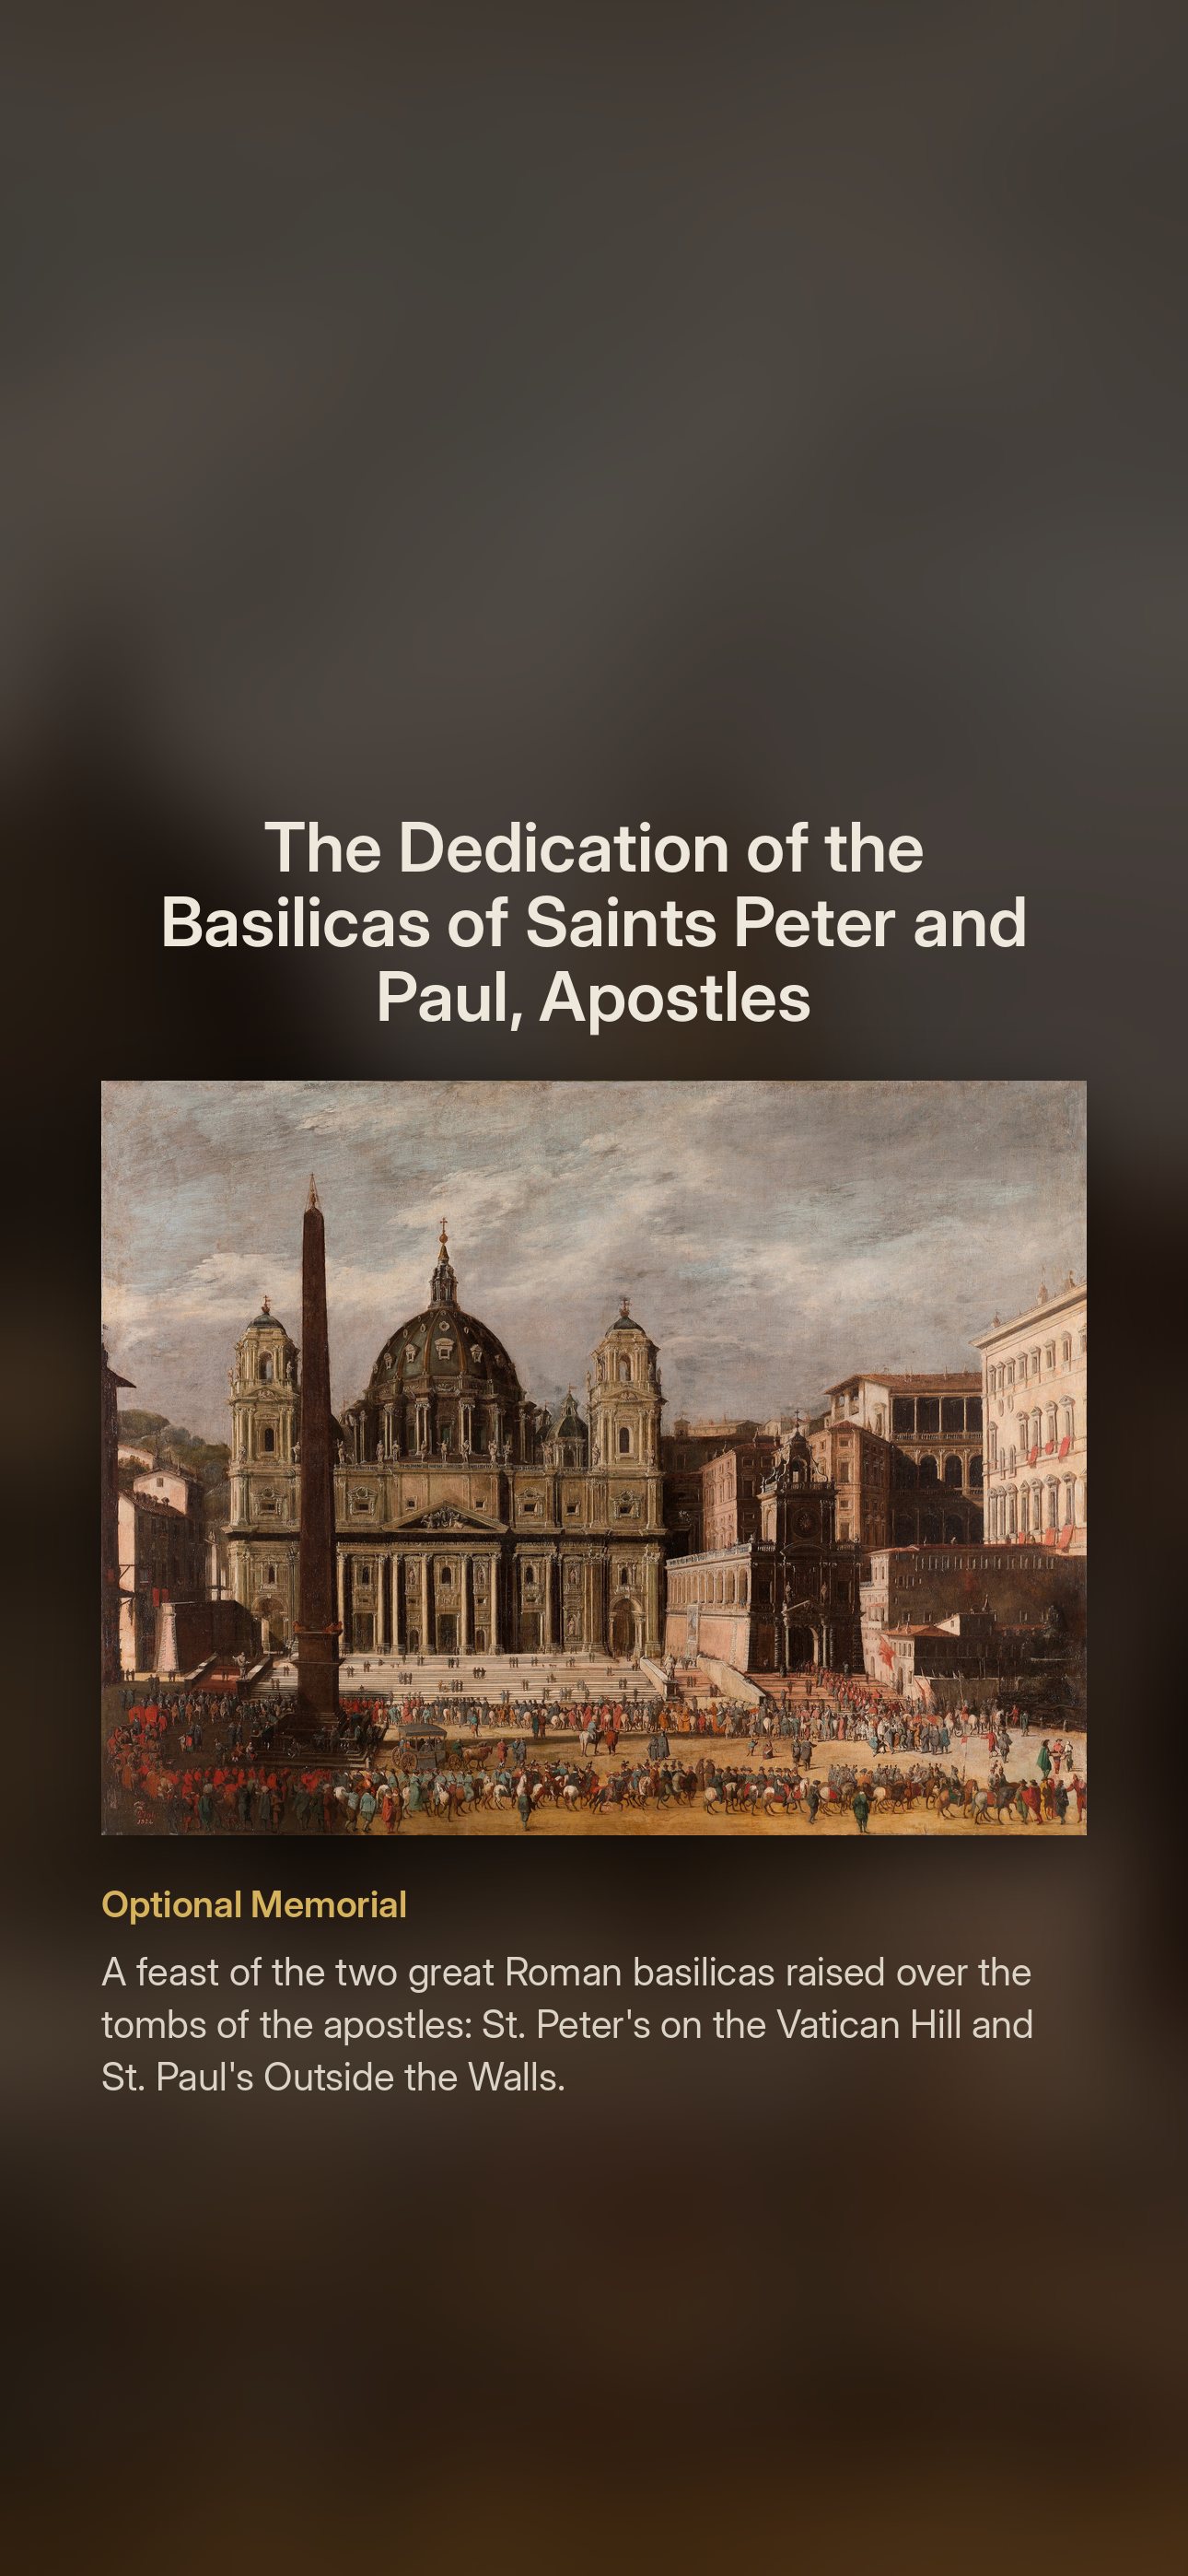 The Dedication of the
Basilicas of Saints Peter and
Paul, Apostles
Optional Memorial
A feast of the two great Roman basilicas raised over the
tombs of the apostles: St. Peter's on the Vatican Hill and
St. Paul's Outside the Walls.